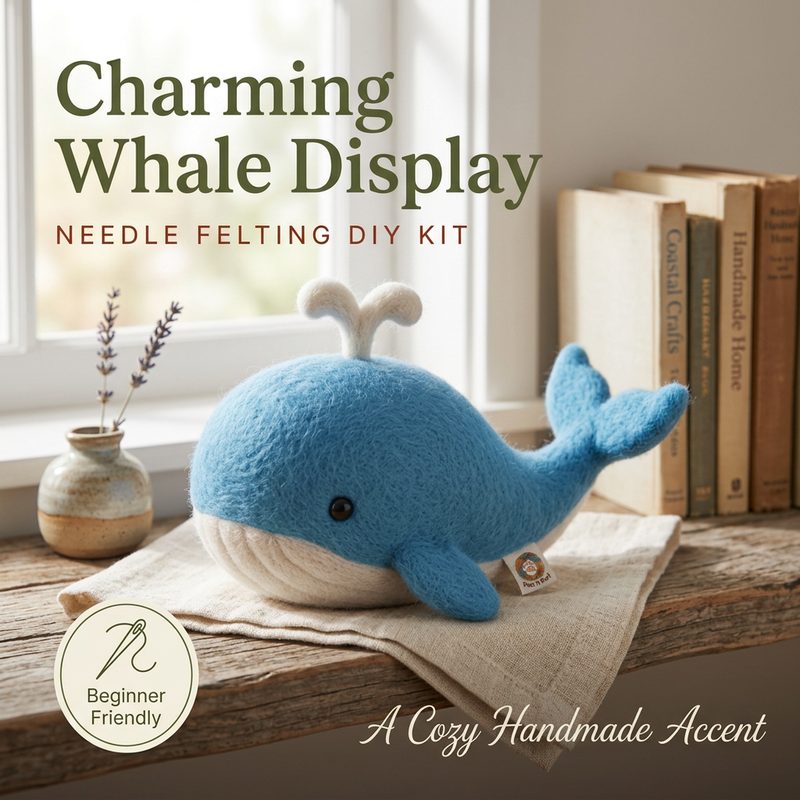 Charming
Whale Display
NEEDLE FELTING DIY KIT
Coastal Crafts
Handmade Home
Beginner
Friendly
A Cozy Handmade Accent